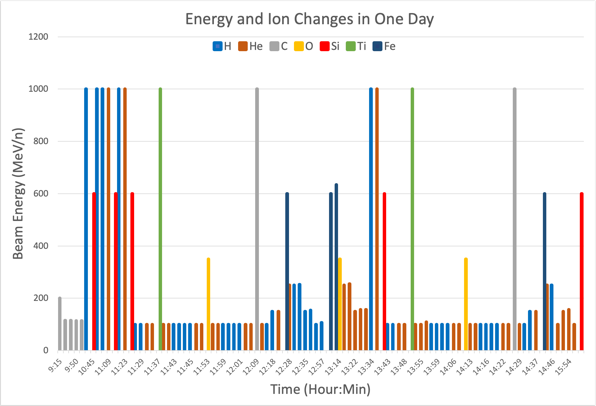 Energy and Ion Changes in One Day
H He C O Si Ti Fe
Beam Energy (MeV/n)
1200
1000
800
600
400
200
0
9:15 9:50 10:45 11:09 11:23 11:29 11:37 11:43 11:45 11:53 11:59 12:01 12:09 12:18 12:28 12:35 12:57 13:14 13:22 13:34 13:43 13:48 13:55 13:59 14:06 14:13 14:16 14:22 14:29 14:37 14:46 15:54
Time (Hour:Min)